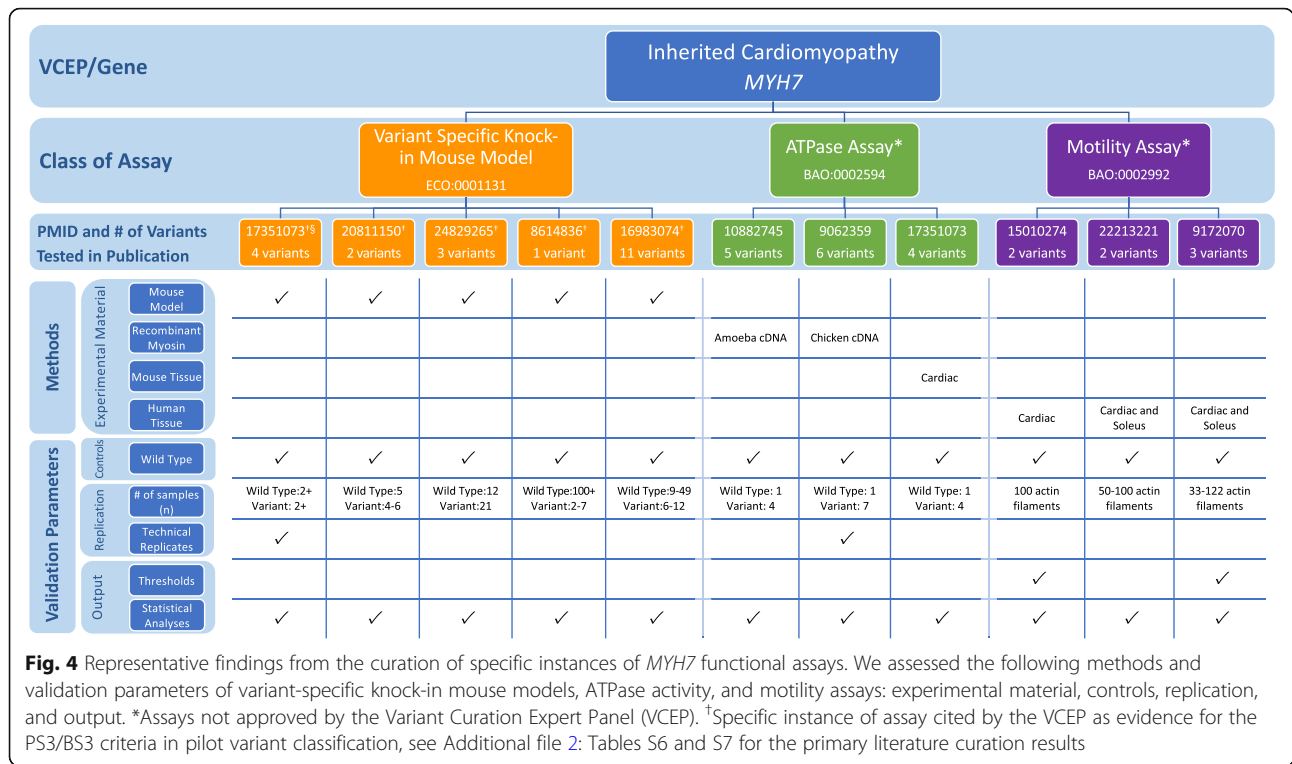 VCEP/Gene
Inherited Cardiomyopathy
MYH7
Class of Assay
Variant Specific Knock-
in Mouse Model
ECO:0001131
ATPase Assay*
BAO:0002594
Motility Assay*
BAO:0002992
PMID and # of Variants
Tested in Publication
17351073†§
4 variants
20811150†
2 variants
24829265†
3 variants
8614836†
1 variant
16983074†
11 variants
10882745
5 variants
9062359
6 variants
17351073
4 variants
15010274
2 variants
22213221
2 variants
9172070
3 variants
Methods
Experimental Material
Mouse
Model
✓ ✓ ✓ ✓ ✓
Recombinant
Myosin
Amoeba cDNA
Chicken cDNA
Mouse Tissue
Cardiac
Human
Tissue
Cardiac
Cardiac and
Soleus
Cardiac and
Soleus
Validation Parameters
Controls
Wild Type
✓ ✓ ✓ ✓ ✓ ✓ ✓ ✓ ✓ ✓ ✓
Replication
# of samples
(n)
Wild Type:2+
Variant: 2+
Wild Type:5
Variant:4-6
Wild Type:12
Variant:21
Wild Type:100+
Variant:2-7
Wild Type:9-49
Variant:6-12
Wild Type: 1
Variant: 4
Wild Type: 1
Variant: 7
Wild Type: 1
Variant: 4
100 actin
filaments
50-100 actin
filaments
33-122 actin
filaments
Technical
Replicates
✓ ✓
Output
Thresholds
✓ ✓
Statistical
Analyses
✓ ✓ ✓ ✓ ✓ ✓ ✓ ✓ ✓ ✓ ✓
Fig. 4 Representative findings from the curation of specific instances of MYH7 functional assays. We assessed the following methods and
validation parameters of variant-specific knock-in mouse models, ATPase activity, and motility assays: experimental material, controls, replication,
and output. *Assays not approved by the Variant Curation Expert Panel (VCEP). †Specific instance of assay cited by the VCEP as evidence for the
PS3/BS3 criteria in pilot variant classification, see Additional file 2: Tables S6 and S7 for the primary literature curation results